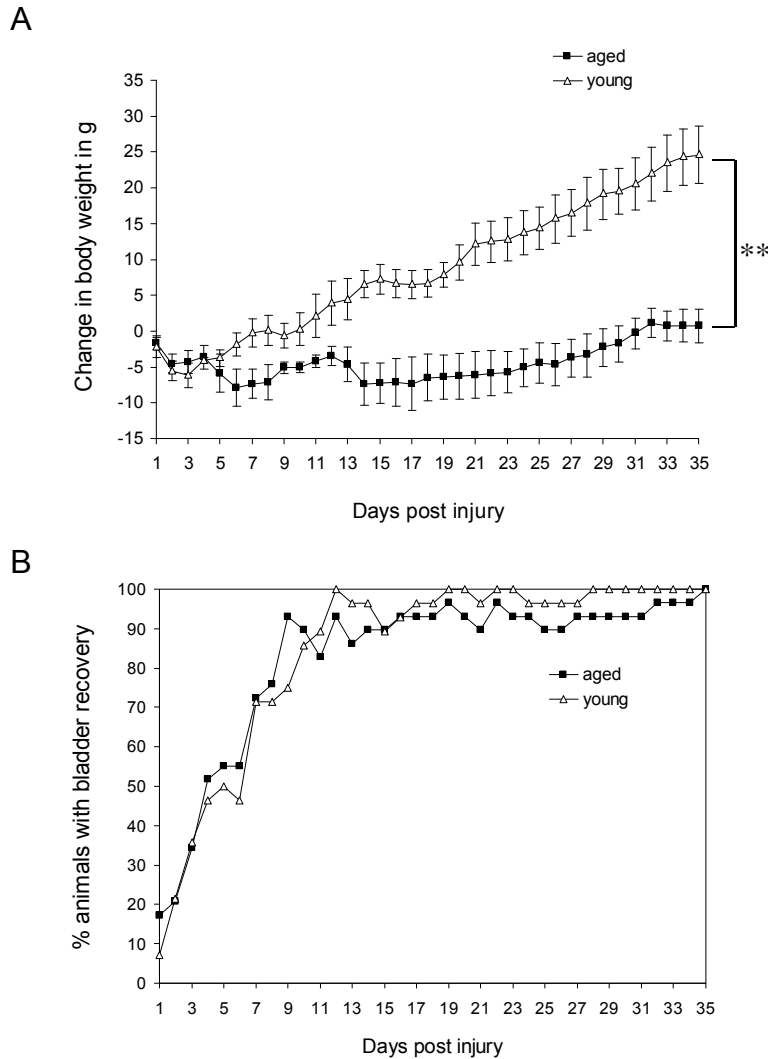 A
aged
young
Change in body weight in g
35
30
25
20
15
10
5
0
-5
-10
-15
**
1 3 5 7 9 11 13 15 17 19 21 23 25 27 29 31 33 35
Days post injury
B
% animals with bladder recovery
100
90
80
70
60
50
40
30
20
10
0
aged
young
1 3 5 7 9 11 13 15 17 19 21 23 25 27 29 31 33 35
Days post injury